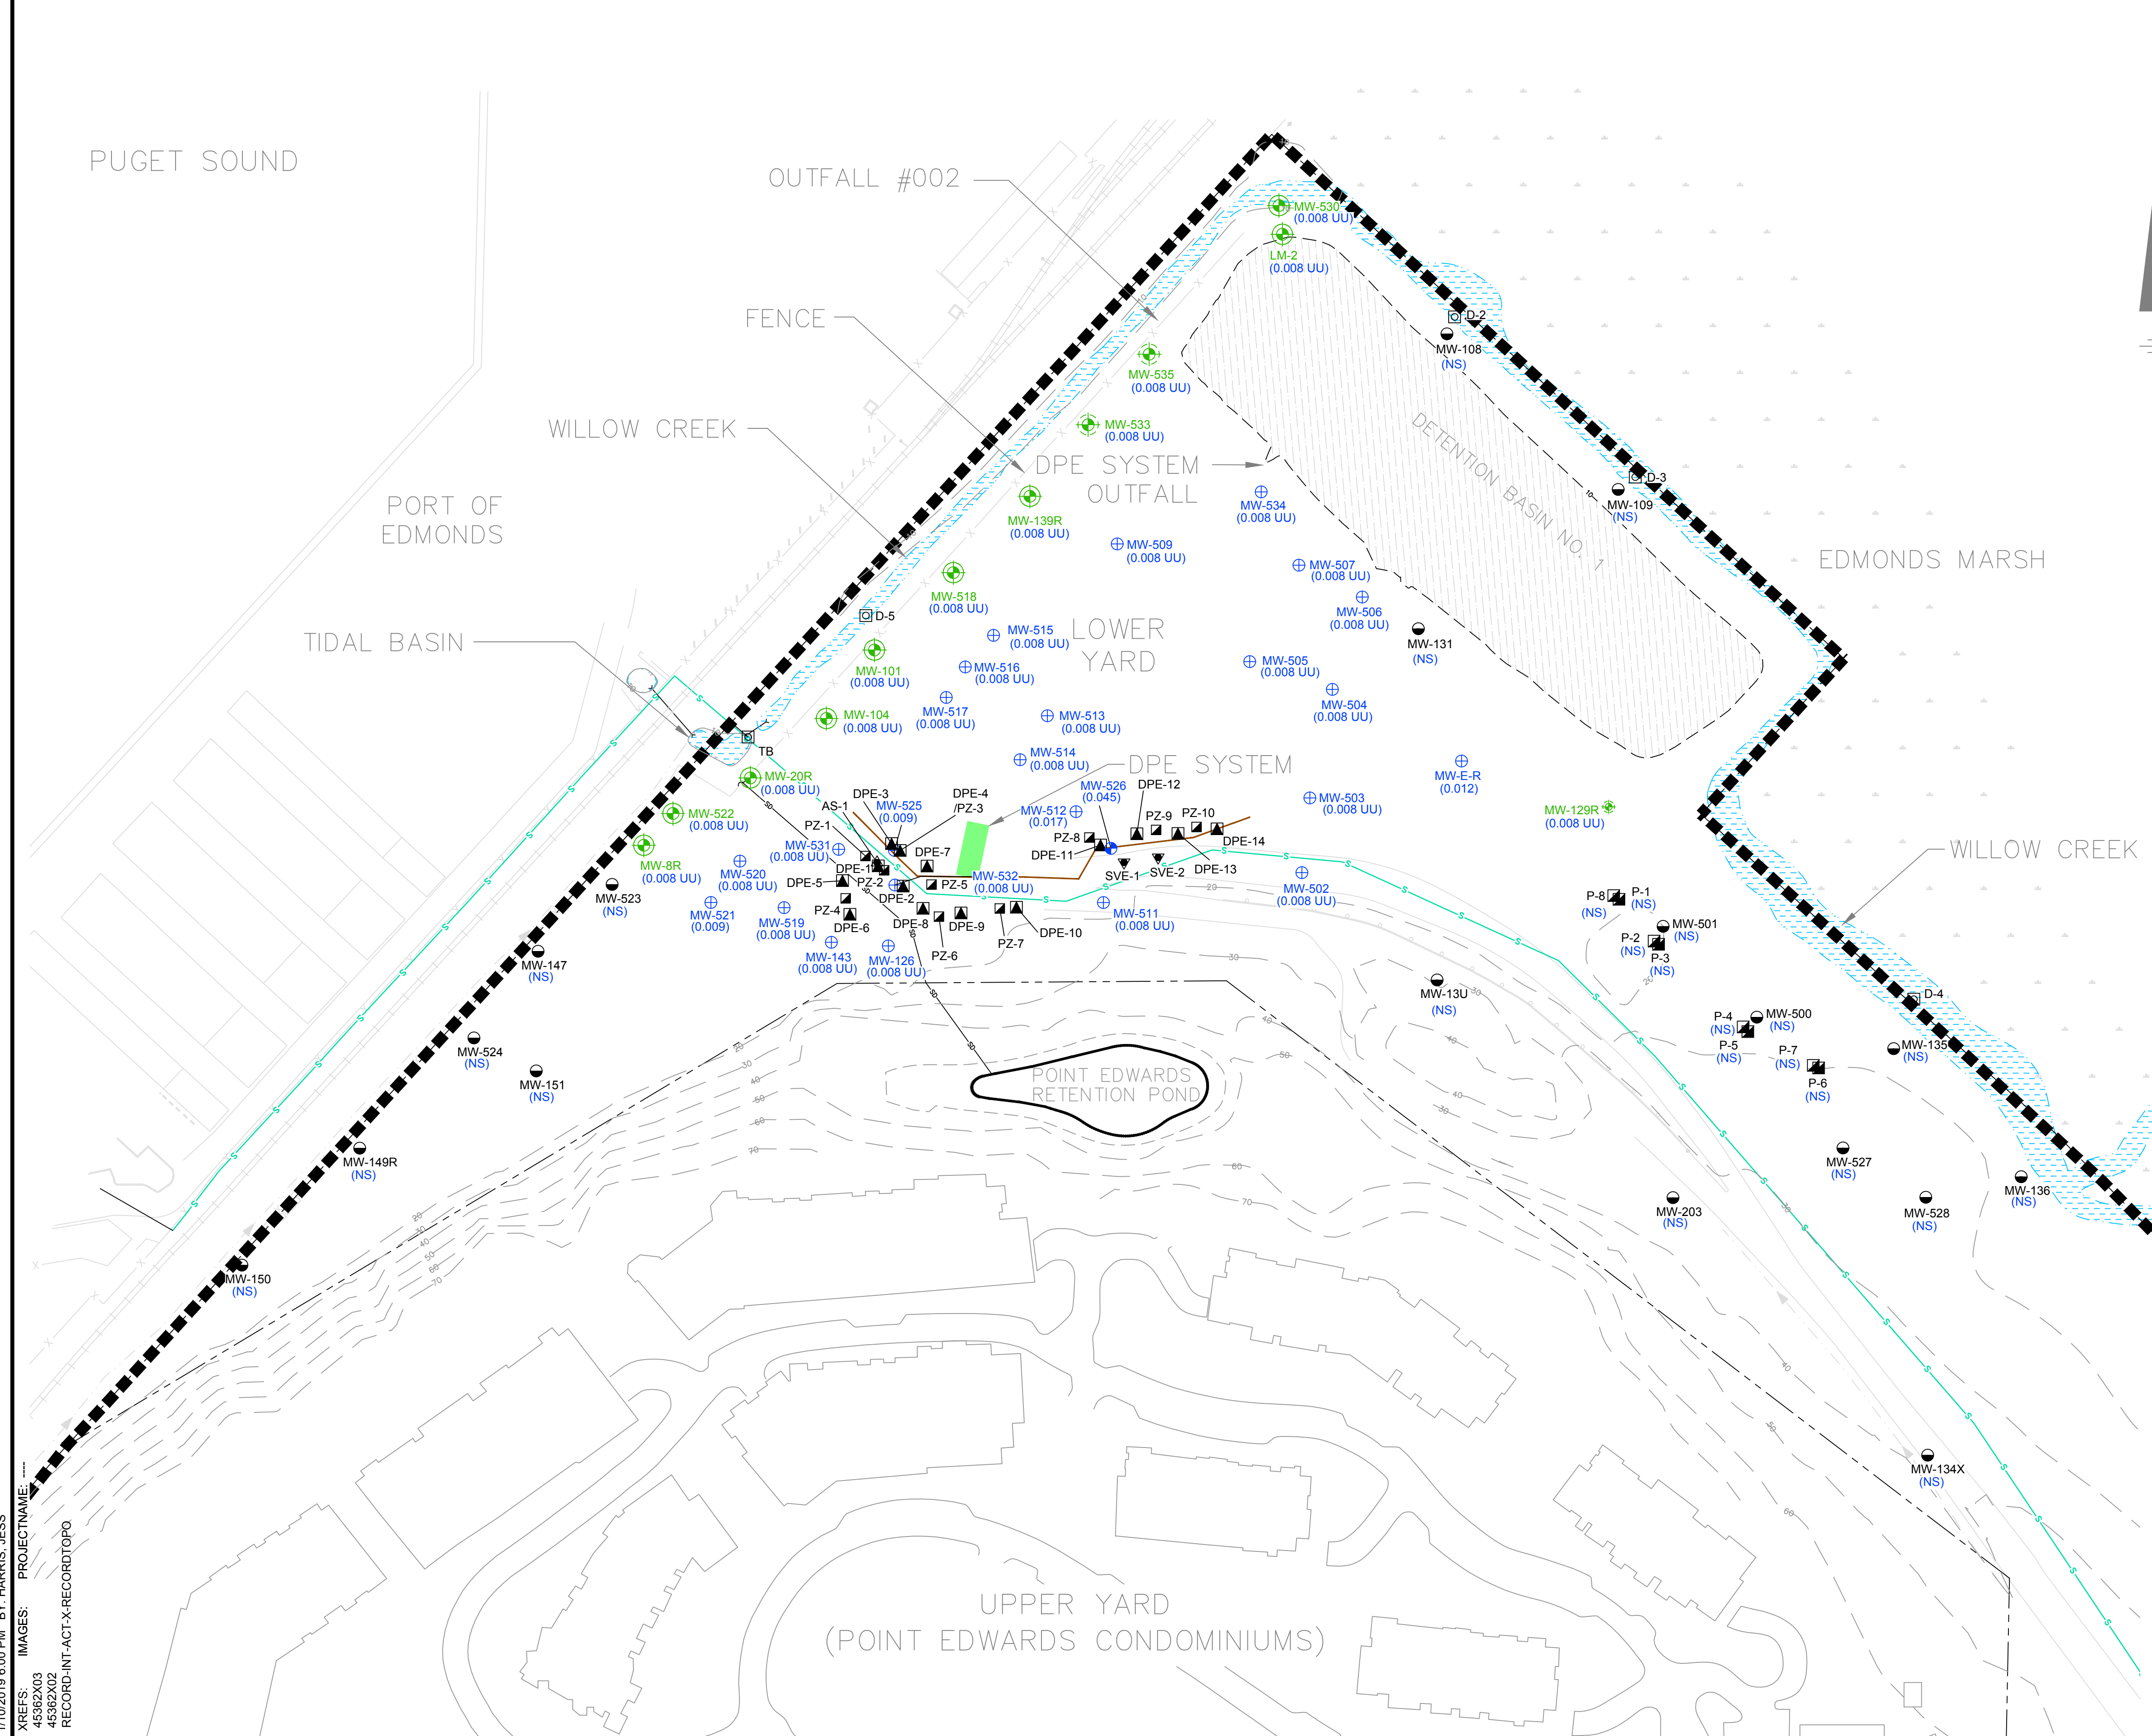 PUGET SOUND
OUTFALL #002
MW-530
(0.008 UU)
LM-2
(0.008 UU)
FENCE
D-2
MW-108
(NS)
MW-535
(0.008 UU)
WILLOW CREEK
MW-533
(0.008 UU)
DPE SYSTEM
OUTFALL
DETENTION BASIN NO. 1
10
D-3
MW-109
(NS)
PORT OF
EDMONDS
MW-139R
(0.008 UU)
MW-534
(0.008 UU)
MW-509
(0.008 UU)
EDMONDS MARSH
MW-507
(0.008 UU)
MW-518
(0.008 UU)
MW-506
(0.008 UU)
D-5
TIDAL BASIN
MW-515
(0.008 UU)
LOWER
YARD
MW-131
(NS)
MW-101
(0.008 UU)
MW-516
(0.008 UU)
MW-505
(0.008 UU)
MW-517
(0.008 UU)
MW-504
(0.008 UU)
MW-104
(0.008 UU)
MW-513
(0.008 UU)
TB
MW-514
(0.008 UU)
DPE SYSTEM
MW-20R
(0.008 UU)
MW-E-R
(0.012)
DPE-3
DPE-4
/PZ-3
MW-526
(0.045)
DPE-12
MW-503
(0.008 UU)
MW-129R
(0.008 UU)
AS-1
MW-525
(0.009)
MW-512
(0.017)
PZ-9
PZ-10
MW-522
(0.008 UU)
PZ-1
PZ-8
DPE-14
MW-531
(0.008 UU)
DPE-7
DPE-11
DPE-13
WILLOW CREEK
MW-8R
(0.008 UU)
MW-520
(0.008 UU)
DPE-1
DPE-5
PZ-2
PZ-5
MW-532
(0.008 UU)
SVE-1
SVE-2
MW-502
(0.008 UU)
MW-523
(NS)
MW-521
(0.009)
MW-519
(0.008 UU)
PZ-4
DPE-6
DPE-2
DPE-8
DPE-9
PZ-6
PZ-7
DPE-10
MW-511
(0.008 UU)
P-8
(NS)
P-1
(NS)
MW-501
(NS)
P-2
(NS)
P-3
(NS)
MW-147
(NS)
MW-143
(0.008 UU)
MW-126
(0.008 UU)
MW-13U
(NS)
D-4
P-4
(NS)
MW-500
(NS)
P-5
(NS)
P-7
(NS)
P-6
(NS)
MW-135
(NS)
MW-524
(NS)
MW-151
(NS)
POINT EDWARDS
RETENTION POND
MW-149R
(NS)
MW-527
(NS)
MW-136
(NS)
MW-203
(NS)
MW-528
(NS)
MW-150
(NS)
20
30
40
50
60
70
MW-134X
(NS)
UPPER YARD
(POINT EDWARDS CONDOMINIUMS)
BY: HARRIS, JESS
XREFS: IMAGES: PROJECTNAME: ----
45362X03
45362X02
RECORD-INT-ACT-X-RECORDTOPO